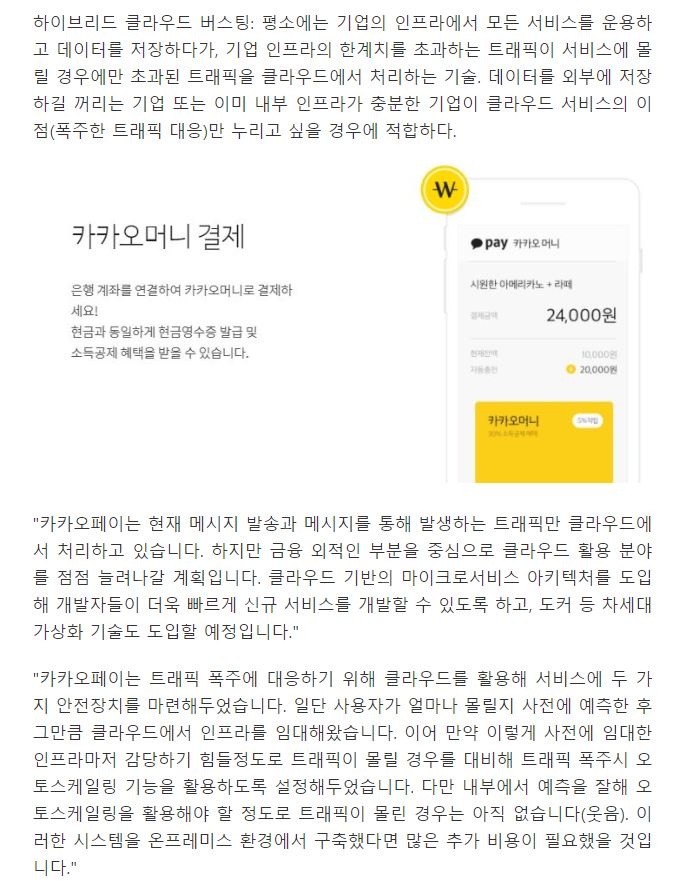 하이브리드 클라우드 버스팅: 평소에는 기업의 인프라에서 모든 서비스를 운용하
고 데이터를 저장하다가, 기업 인프라의 한계치를 초과하는 트래픽이 서비스에 몰
릴 경우에만 초과된 트래픽을 클라우드에서 처리하는 기술. 데이터를 외부에 저장
하길 꺼리는 기업 또는 이미 내부 인프라가 충분한 기업이 클라우드 서비스의 이
점(폭주한 트래픽 대응)만 누리고 싶을 경우에 적합하다.
₩
카카오머니 결제
은행 계좌를 연결하여 카카오머니로 결제하
세요!
현금과 동일하게 현금영수증 발급 및
소득공제 혜택을 받을 수 있습니다.
pay 카카오머니
시원한 아메리카노 + 라떼
결제금액 24,000원
현재잔액 10,000원
자동충전 20,000원
카카오머니 5%적립
30% 소득공제 혜택
"카카오페이는 현재 메시지 발송과 메시지를 통해 발생하는 트래픽만 클라우드에
서 처리하고 있습니다. 하지만 금융 외적인 부분을 중심으로 클라우드 활용 분야
를 점점 늘려나갈 계획입니다. 클라우드 기반의 마이크로서비스 아키텍처를 도입
해 개발자들이 더욱 빠르게 신규 서비스를 개발할 수 있도록 하고, 도커 등 차세대
가상화 기술도 도입할 예정입니다."
"카카오페이는 트래픽 폭주에 대응하기 위해 클라우드를 활용해 서비스에 두 가
지 안전장치를 마련해두었습니다. 일단 사용자가 얼마나 몰릴지 사전에 예측한 후
그만큼 클라우드에서 인프라를 임대해왔습니다. 이어 만약 이렇게 사전에 임대한
인프라마저 감당하기 힘들정도로 트래픽이 몰릴 경우를 대비해 트래픽 폭주시 오
토스케일링 기능을 활용하도록 설정해두었습니다. 다만 내부에서 예측을 잘해 오
토스케일링을 활용해야 할 정도로 트래픽이 몰린 경우는 아직 없습니다(웃음). 이
러한 시스템을 온프레미스 환경에서 구축했다면 많은 추가 비용이 필요했을 것입
니다."